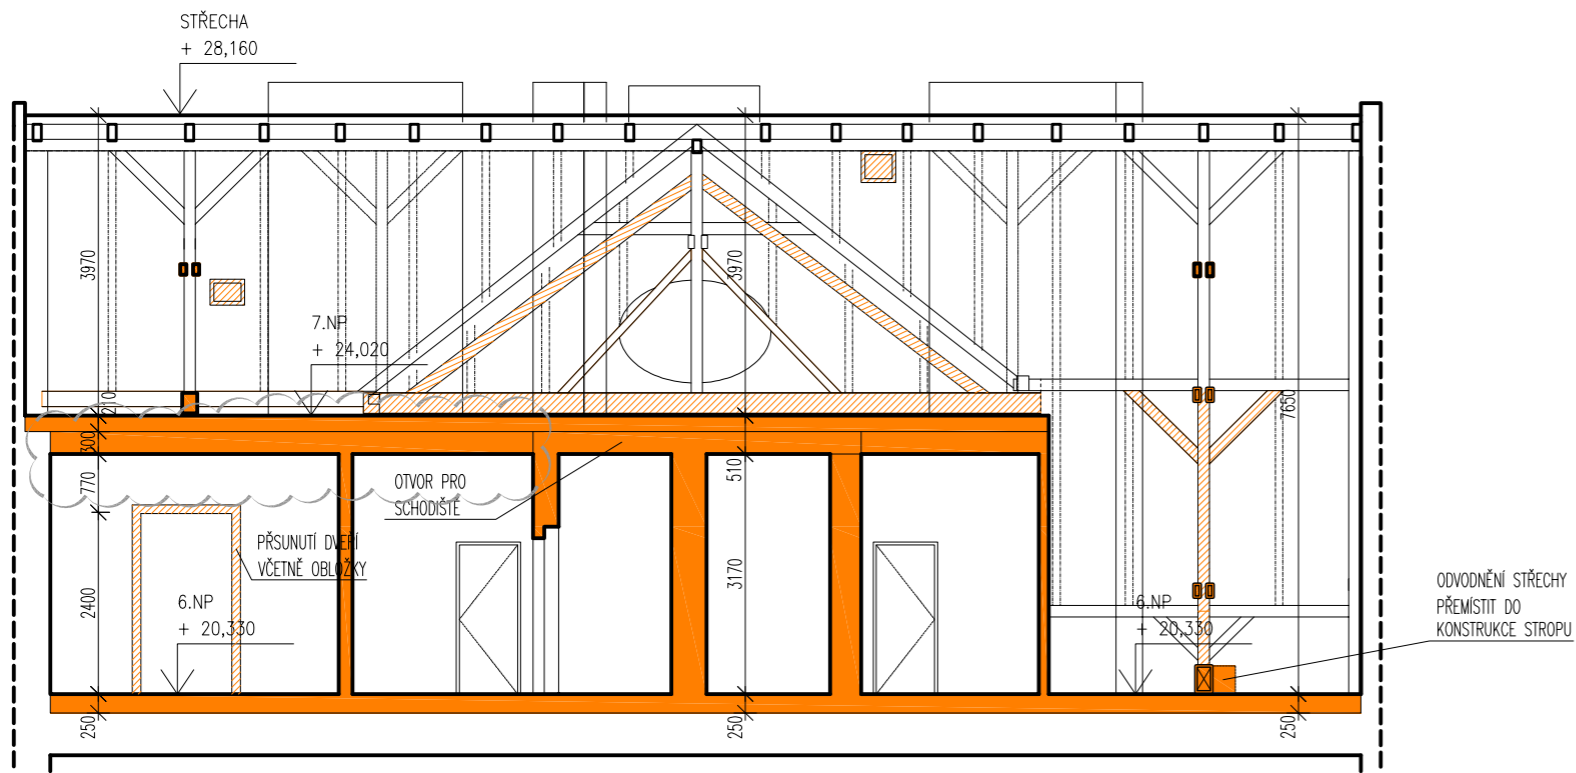 STŘECHA
+ 28,160
3970
3970
7.NP
+ 24,020
210
7650
300
770
510
OTVOR PRO
SCHODIŠTĚ
PŘSUNUTÍ DVEŘÍ
VČETNĚ OBLOŽKY
3170
2400
6.NP
+ 20,330
6.NP
+ 20,330
ODVODNĚNÍ STŘECHY
PŘEMÍSTIT DO
KONSTRUKCE STROPU
250
250
250